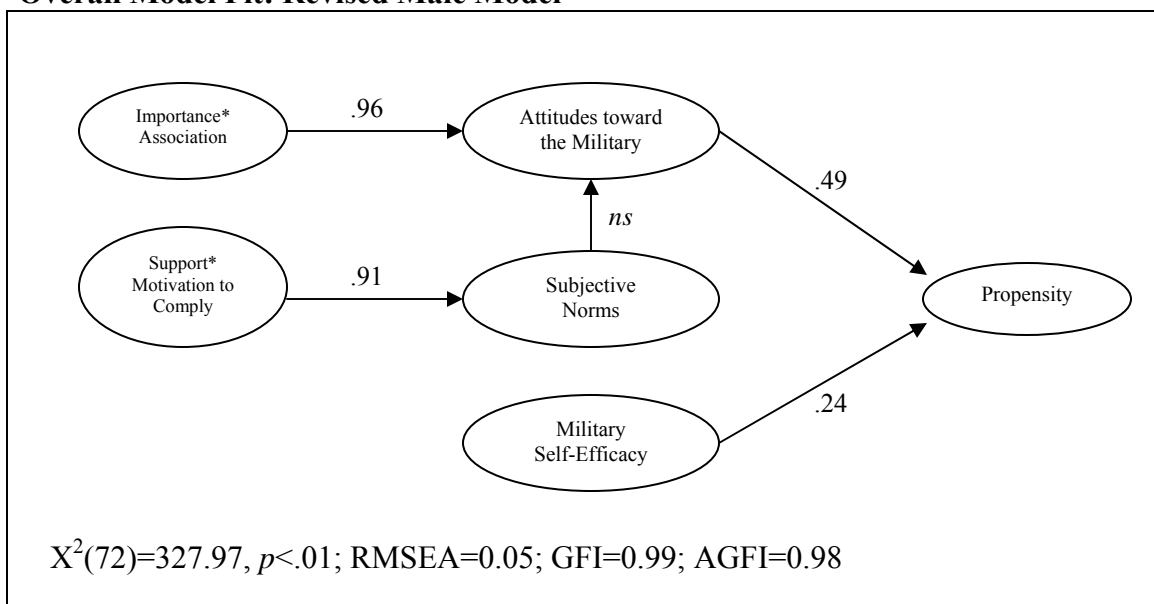 Overall Model Fit: Revised Male Model
Importance*
Association
.96
Attitudes toward
the Military
.49
ns
Support*
Motivation to
Comply
.91
Subjective
Norms
Propensity
.24
Military
Self-Efficacy
X²(72)=327.97, p<.01; RMSEA=0.05; GFI=0.99; AGFI=0.98